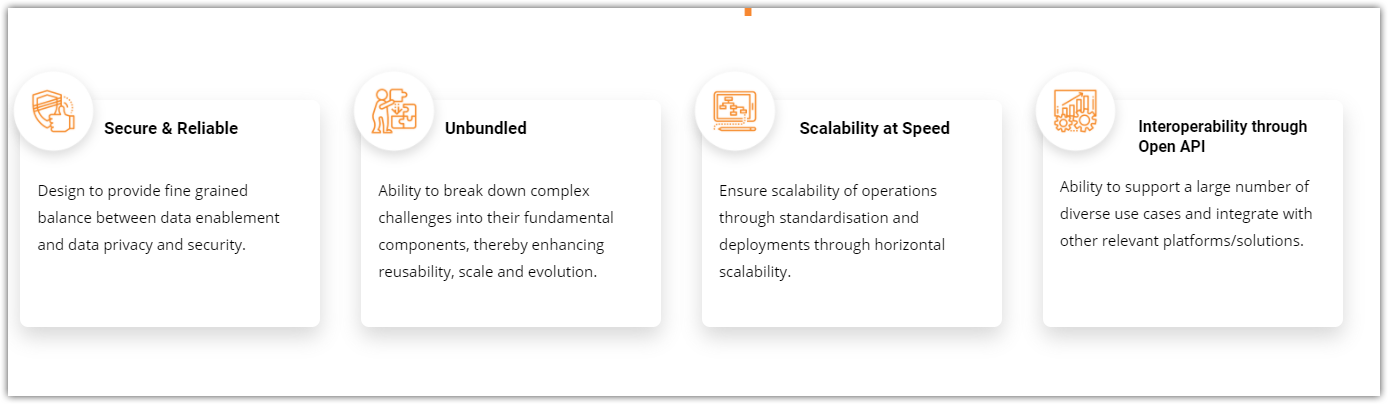 Secure & Reliable
Design to provide fine grained
balance between data enablement
and data privacy and security.
Unbundled
Ability to break down complex
challenges into their fundamental
components, thereby enhancing
reusability, scale and evolution.
Scalability at Speed
Ensure scalability of operations
through standardisation and
deployments through horizontal
scalability.
Interoperability through
Open API
Ability to support a large number of
diverse use cases and integrate with
other relevant platforms/solutions.